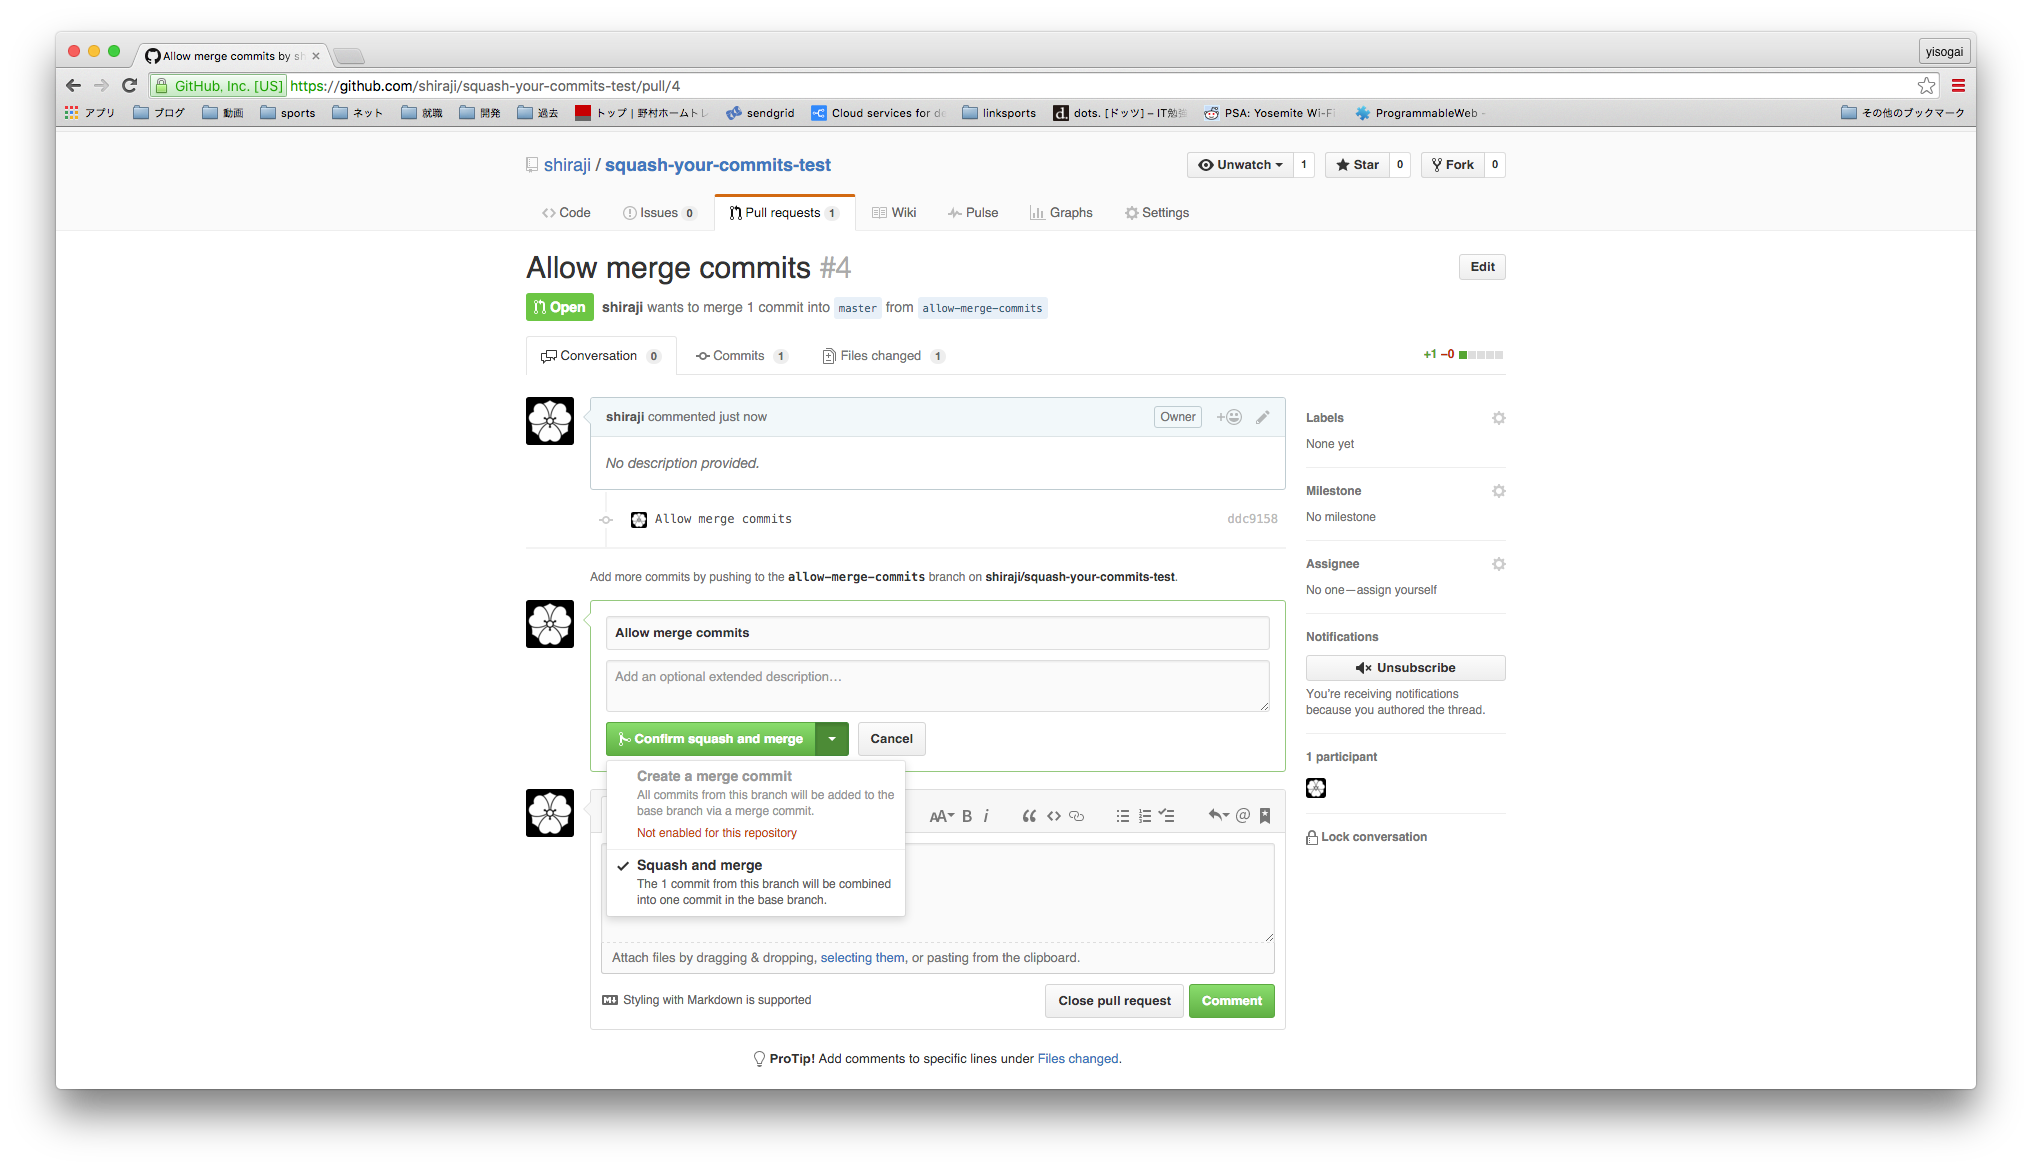 Allow merge commits by sh
yisogai
GitHub, Inc. [US] https://github.com/shiraji/squash-your-commits-test/pull/4
アプリ ブログ 動画 sports ネット 就職 開発 過去 トップ | 野村ホームトレ sendgrid Cloud services for de linksports dots. [ドッツ] – IT勉強 PSA: Yosemite Wi-Fi ProgrammableWeb - その他のブックマーク
shiraji / squash-your-commits-test
Unwatch 1 Star 0 Fork 0
Code Issues 0 Pull requests 1 Wiki Pulse Graphs Settings
Allow merge commits #4
Edit
Open shiraji wants to merge 1 commit into master from allow-merge-commits
Conversation 0 Commits 1 Files changed 1
+1 −0
shiraji commented just now
Owner
No description provided.
Allow merge commits ddc9158
Add more commits by pushing to the allow-merge-commits branch on shiraji/squash-your-commits-test.
Allow merge commits
Add an optional extended description…
Confirm squash and merge Cancel
Create a merge commit
All commits from this branch will be added to the
base branch via a merge commit.
Not enabled for this repository
Squash and merge
The 1 commit from this branch will be combined
into one commit in the base branch.
AA B i
Attach files by dragging & dropping, selecting them, or pasting from the clipboard.
Styling with Markdown is supported
Close pull request Comment
ProTip! Add comments to specific lines under Files changed.
Labels
None yet
Milestone
No milestone
Assignee
No one—assign yourself
Notifications
Unsubscribe
You're receiving notifications
because you authored the thread.
1 participant
Lock conversation